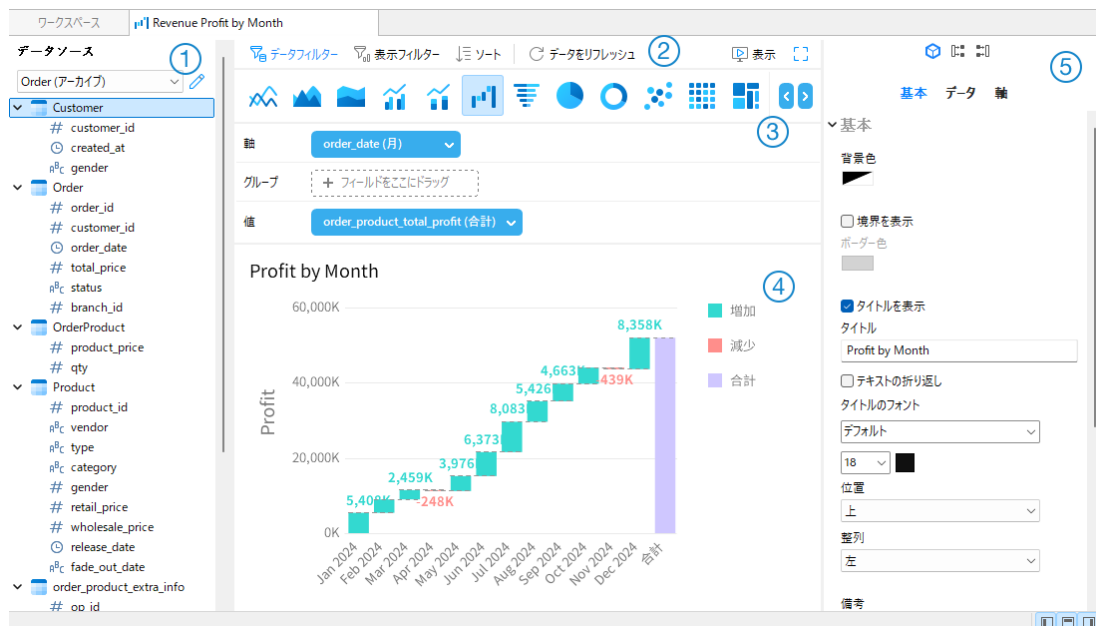 ワークスペース
Revenue Profit by Month
データソース
①
Order (アーカイブ)
Customer
customer_id
created_at
gender
Order
order_id
customer_id
order_date
total_price
status
branch_id
OrderProduct
product_price
qty
Product
product_id
vendor
type
category
gender
retail_price
wholesale_price
release_date
fade_out_date
order_product_extra_info
op_id
データフィルター
表示フィルター
ソート
データをリフレッシュ
②
表示
③
軸
order_date (月)
グループ
+ フィールドをここにドラッグ
値
order_product_total_profit (合計)
Profit by Month
④
60,000K
40,000K
20,000K
0K
Profit
2,459K
-248K
6,373
8,083
5,426
4,663
439K
8,358K
Jan 2024
Feb 2024
Mar 2024
Apr 2024
May 2024
Jun 2024
Jul 2024
Aug 2024
Sep 2024
Oct 2024
Nov 2024
Dec 2024
合計
増加
減少
合計
⑤
基本 データ 軸
基本
背景色
境界を表示
ボーダー色
タイトルを表示
タイトル
Profit by Month
テキストの折り返し
タイトルのフォント
デフォルト
18
位置
上
整列
左
備考